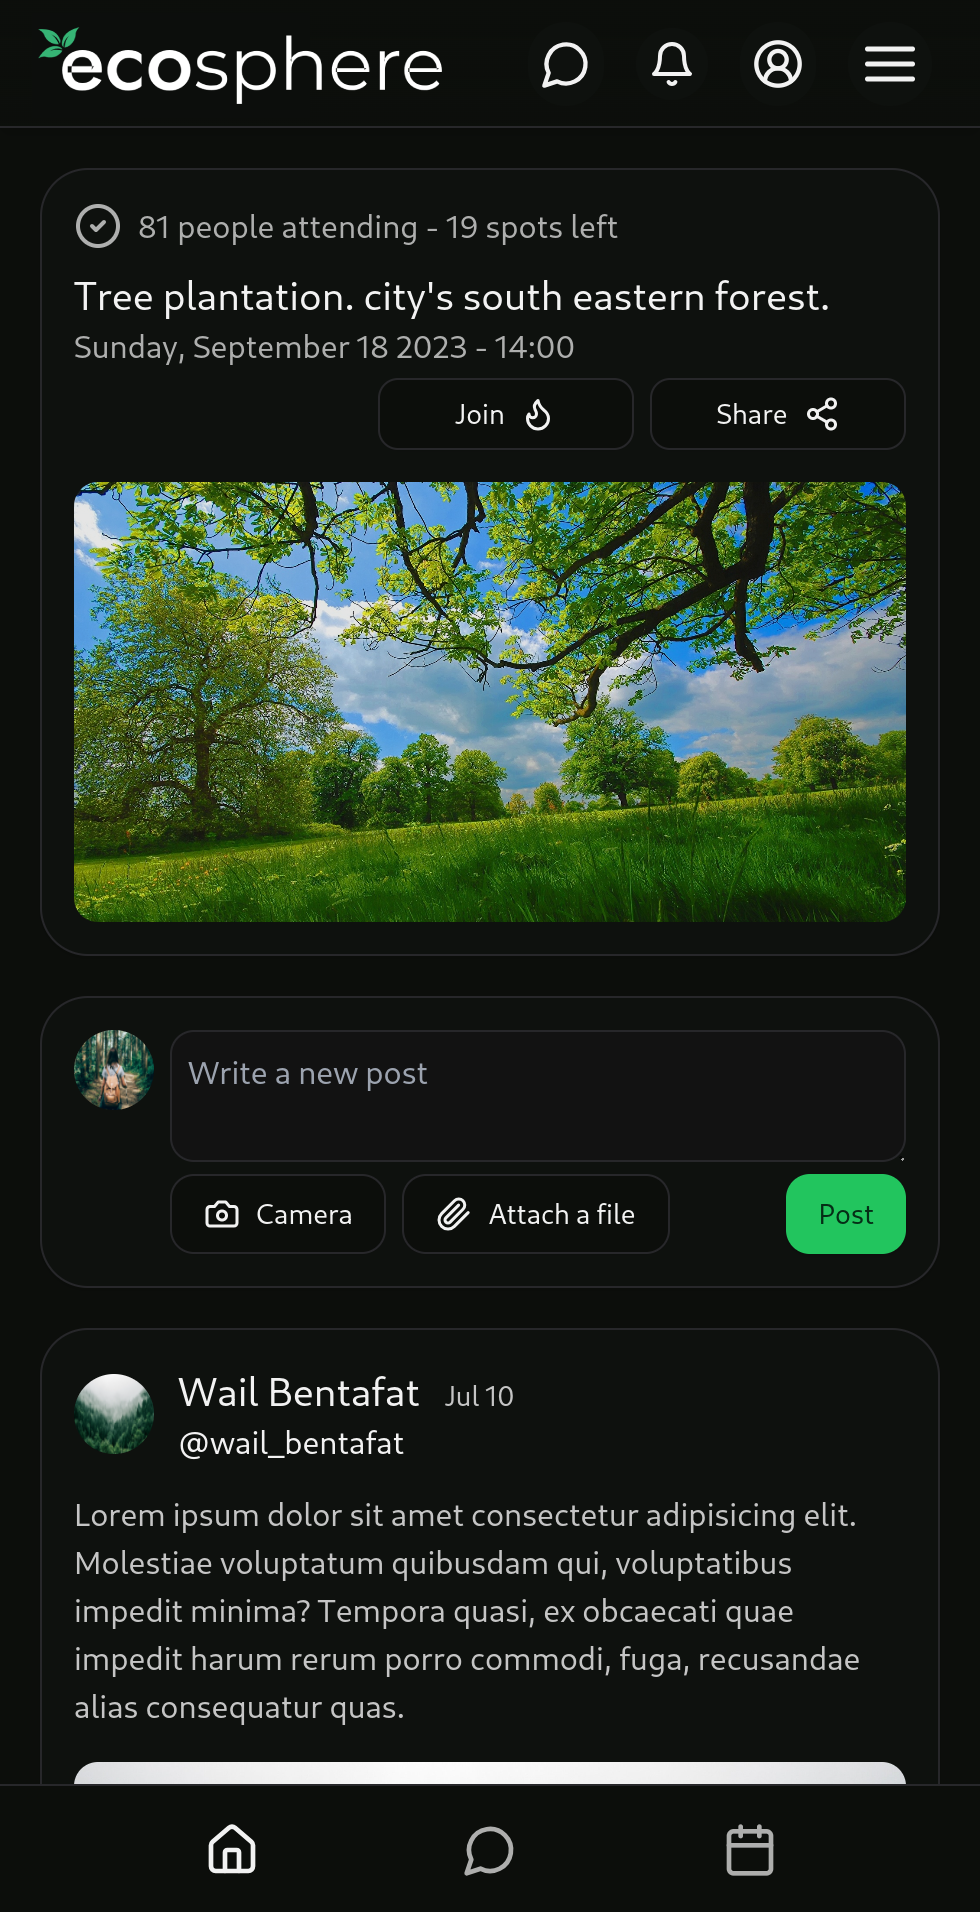 ecosphere
81 people attending - 19 spots left
Tree plantation. city's south eastern forest.
Sunday, September 18 2023 - 14:00
Join
Share
Write a new post
Camera
Attach a file
Post
Wail Bentafat Jul 10
@wail_bentafat
Lorem ipsum dolor sit amet consectetur adipisicing elit.
Molestiae voluptatum quibusdam qui, voluptatibus
impedit minima? Tempora quasi, ex obcaecati quae
impedit harum rerum porro commodi, fuga, recusandae
alias consequatur quas.